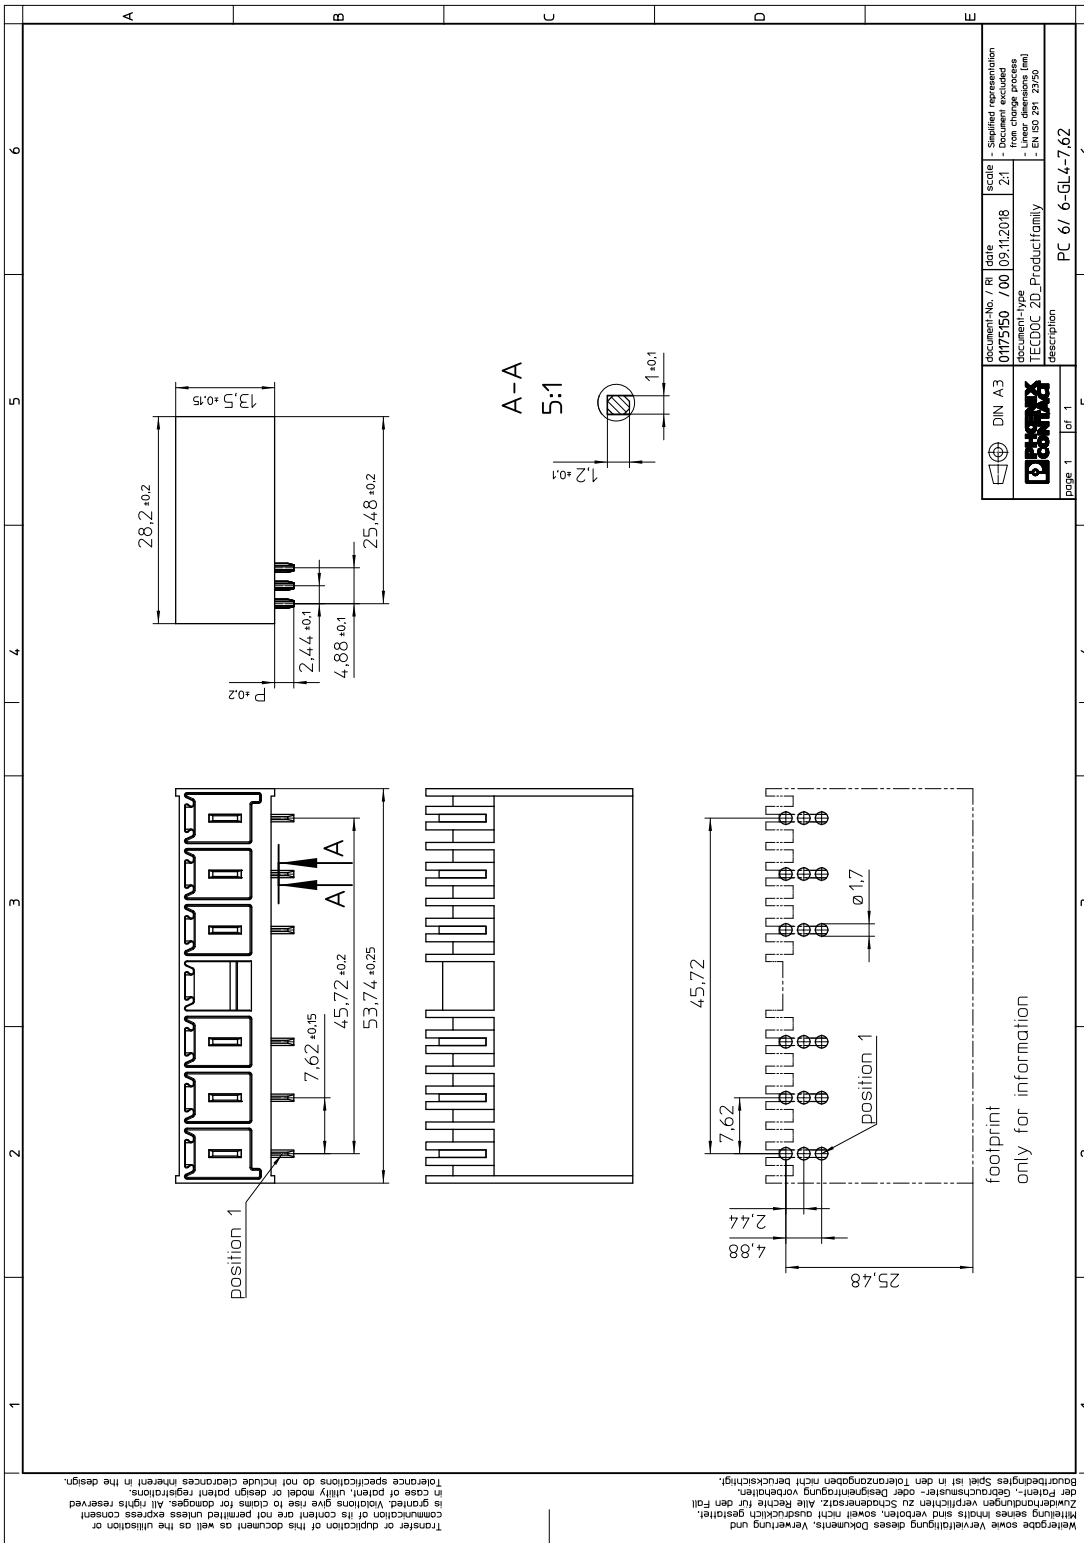 A
B
C
D
E
6
5
4
3
2
1
28,2 ±0.2
13,5 ±0.15
25,48 ±0.2
2,44 ±0.1
4,88 ±0.1
P ±0.2
A-A
5:1
1 ±0.1
1,2 ±0.1
position 1
A
A
7,62 ±0.15
45,72 ±0.2
53,74 ±0.25
45,72
7,62
ø1,7
position 1
2,44
4,88
25,48
footprint
only for information
DIN A3
PHOENIX
CONTACT
page 1 of 1
document-No. / RI
01175150 / 00
date
09.11.2018
scale
2:1
document-type
TECDOC 2D_Productfamily
description
PC 6/ 6-GL4-7,62
- Simplified representation
- Document excluded
from change process
- Linear dimensions [mm]
- EN ISO 291 23/50
Transfer or duplication of this document as well as the utilisation or
communication of its content are not permitted unless express consent
is granted. Violations give rise to claims for damages. All rights reserved
in case of patent, utility model or design patent registrations.
Tolerance specifications do not include clearances inherent in the design.
Weitergabe sowie Vervielfältigung dieses Dokuments, Verwertung und
Mitteilung seines Inhalts sind verboten, soweit nicht ausdrücklich gestattet.
Zuwiderhandlungen verpflichten zu Schadenersatz. Alle Rechte für den Fall
der Patent-, Gebrauchsmuster- oder Designeintragung vorbehalten.
Bauartbedingtes Spiel ist in den Toleranzangaben nicht berücksichtigt.